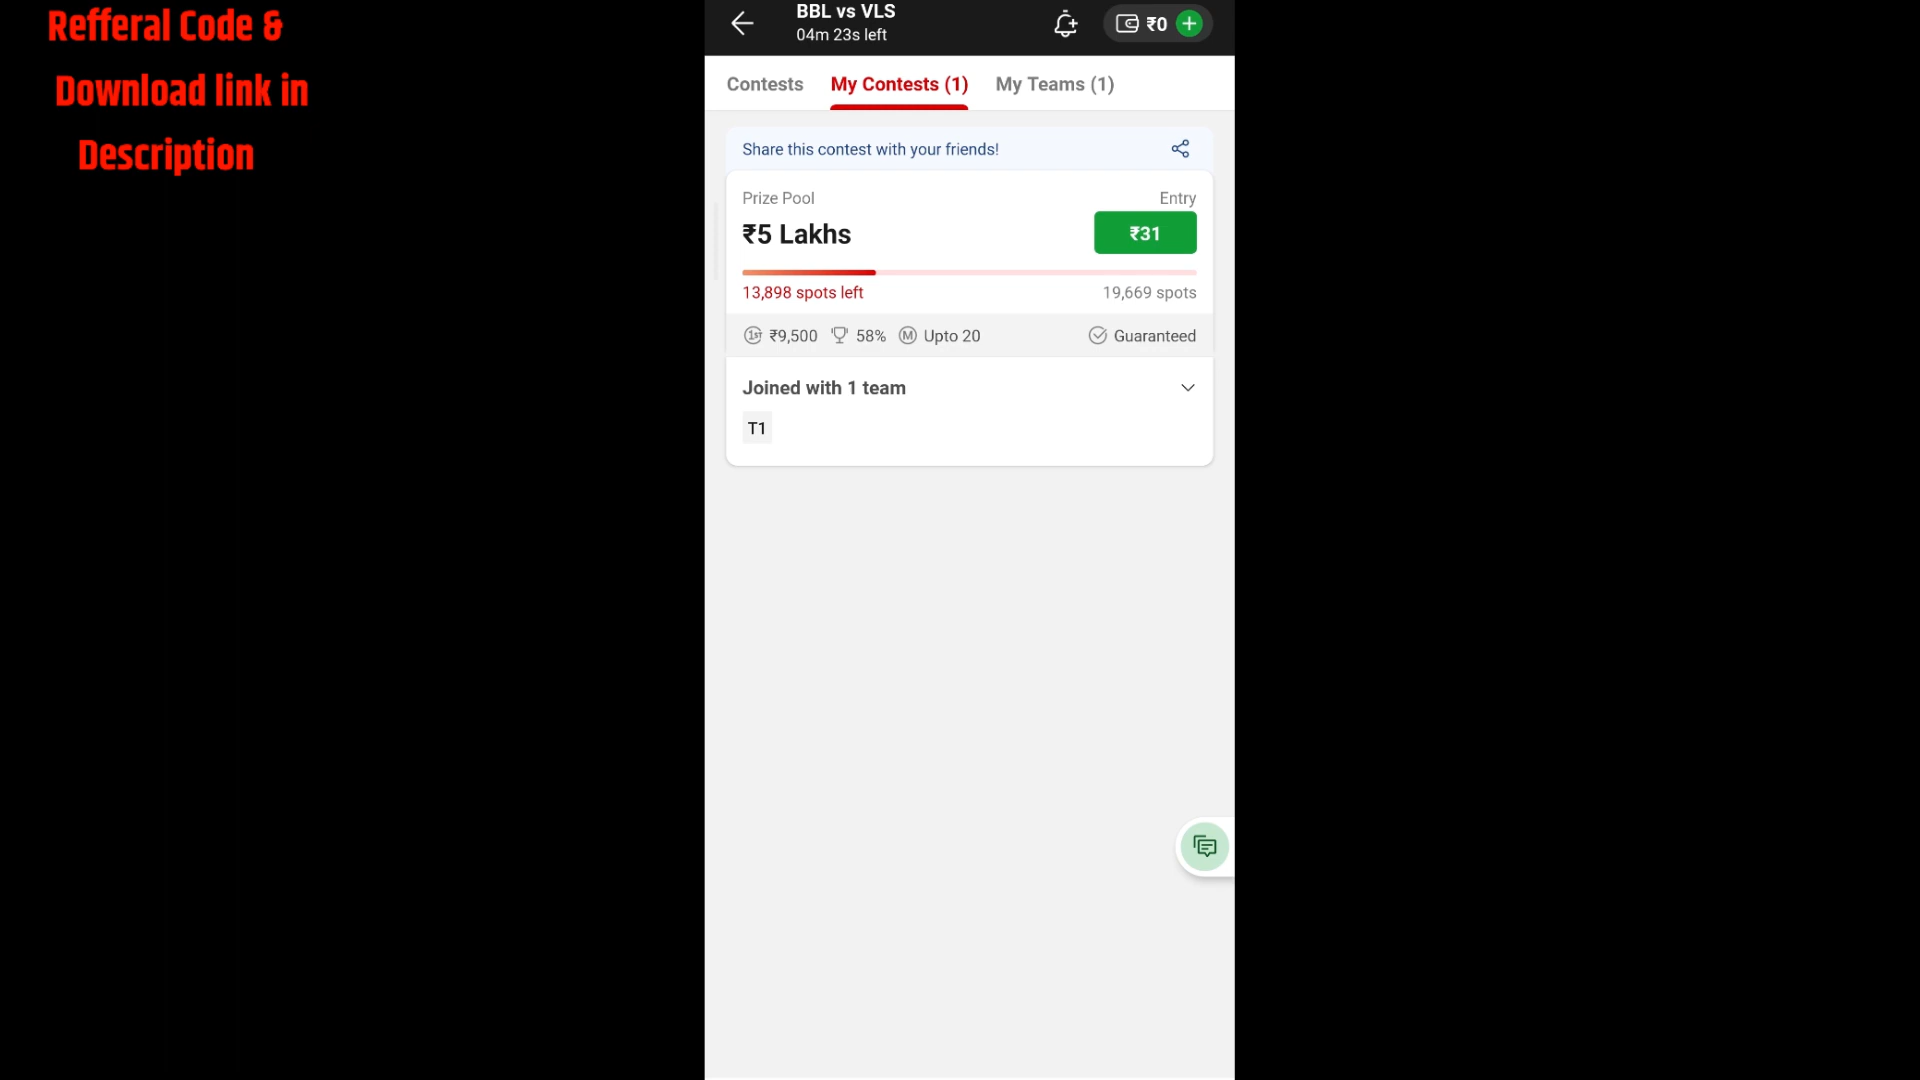 Refferal Code &
Download link in
Description
BBL vs VLS
04m 23s left
₹0
Contests
My Contests (1)
My Teams (1)
Share this contest with your friends!
Prize Pool
Entry
₹5 Lakhs
₹31
13,898 spots left
19,669 spots
1st ₹9,500
58%
M Upto 20
Guaranteed
Joined with 1 team
T1